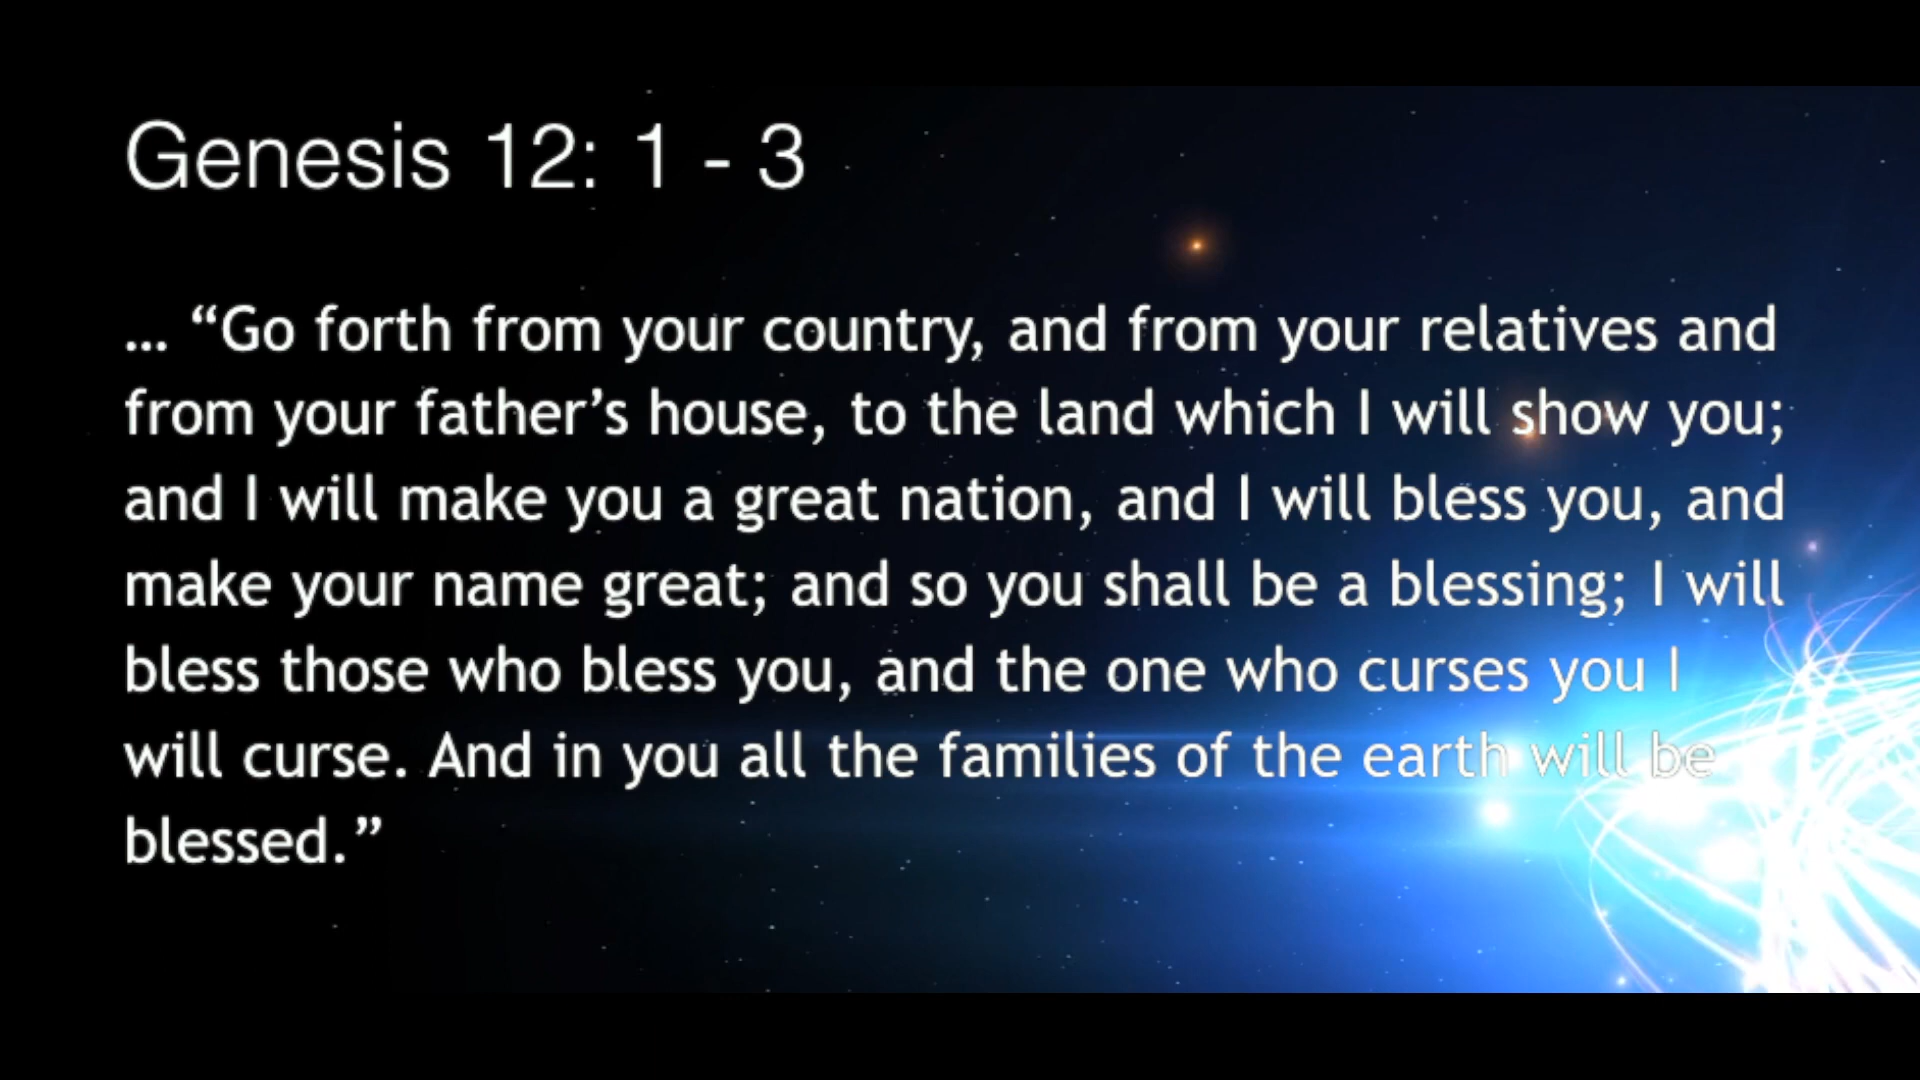 Genesis 12: 1 - 3
… “Go forth from your country, and from your relatives and
from your father’s house, to the land which I will show you;
and I will make you a great nation, and I will bless you, and
make your name great; and so you shall be a blessing; I will
bless those who bless you, and the one who curses you I
will curse. And in you all the families of the earth will be
blessed.”